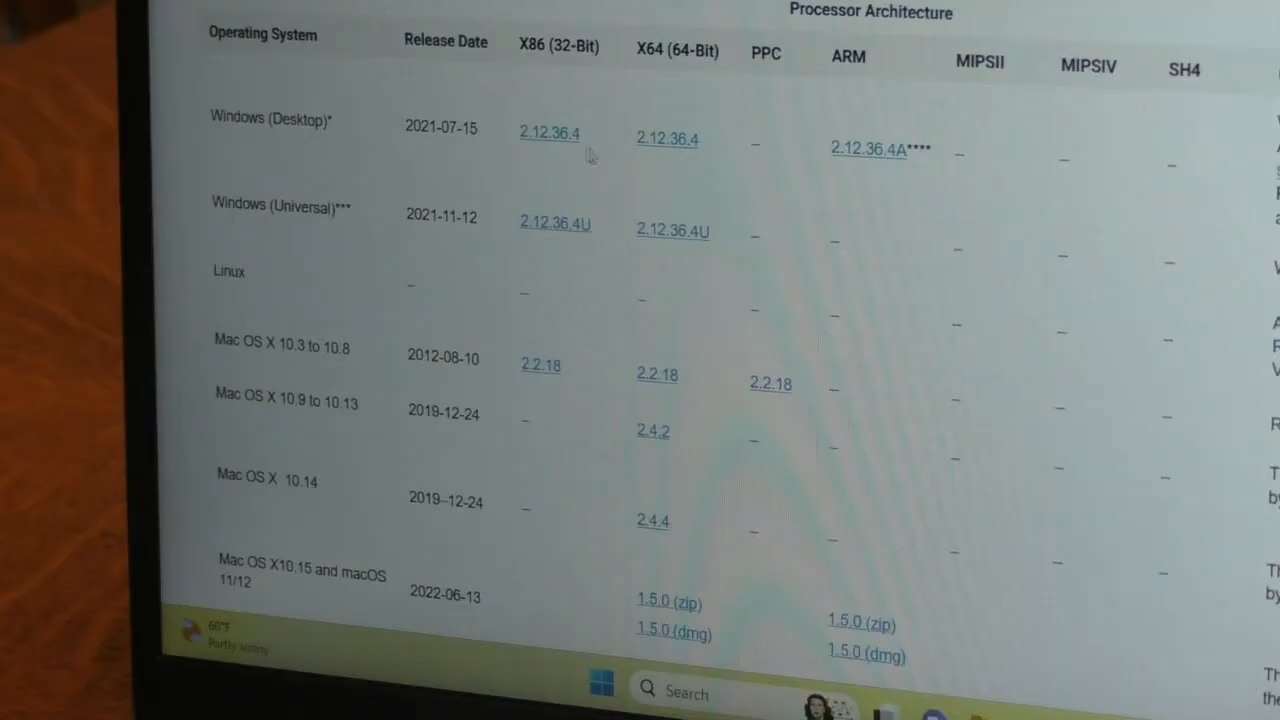 Processor Architecture
Operating System Release Date X86 (32-Bit) X64 (64-Bit) PPC ARM MIPSII MIPSIV SH4
Windows (Desktop)* 2021-07-15 2.12.36.4 2.12.36.4 – 2.12.36.4A**** – – –
Windows (Universal)*** 2021-11-12 2.12.36.4U 2.12.36.4U – – – – –
Linux – – – – – – – –
Mac OS X 10.3 to 10.8 2012-08-10 2.2.18 2.2.18 2.2.18 – – – –
Mac OS X 10.9 to 10.13 2019-12-24 – 2.4.2 – – – – –
Mac OS X 10.14 2019–12-24 – 2.4.4 – – – – –
Mac OS X10.15 and macOS
11/12 2022-06-13 1.5.0 (zip) 1.5.0 (zip)
1.5.0 (dmg) 1.5.0 (dmg)
60°F
Partly sunny
Search